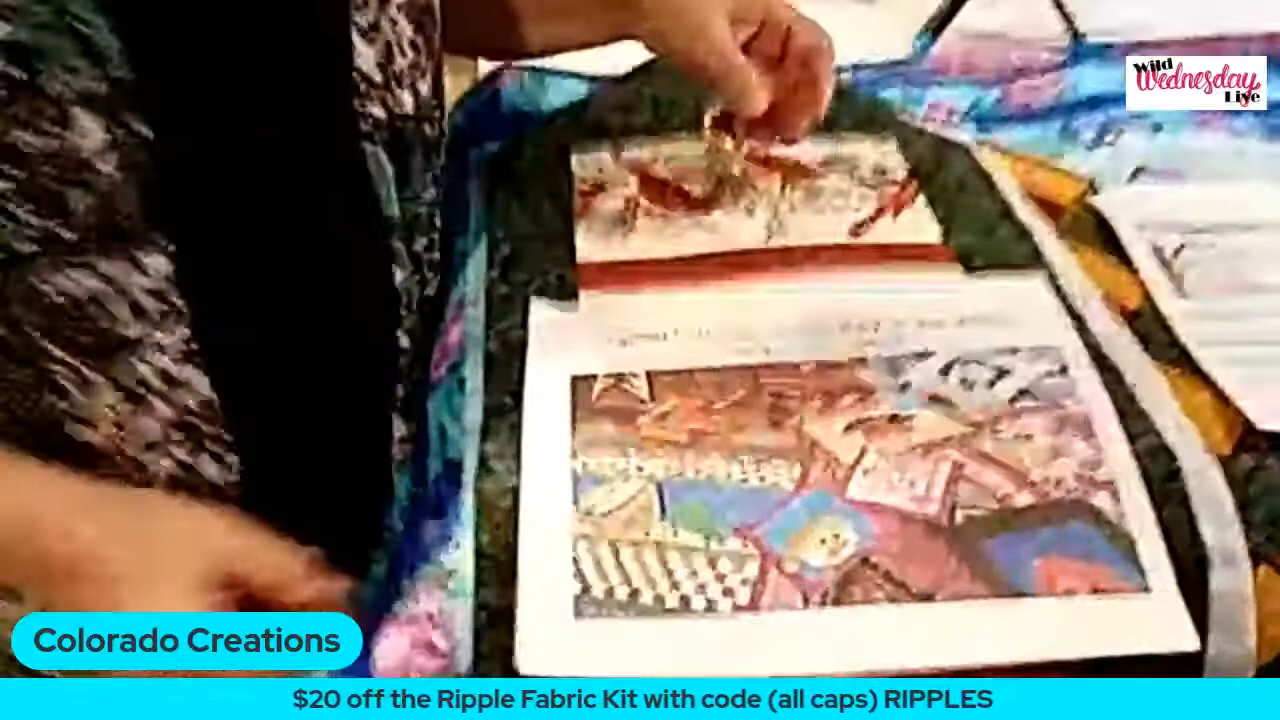 Wild
Wednesday
Live
Colorado Creations
$20 off the Ripple Fabric Kit with code (all caps) RIPPLES